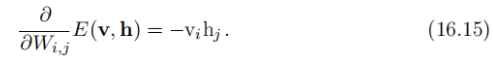 ∂/∂W_{i,j} E(v, h) = −v_i h_j . (16.15)